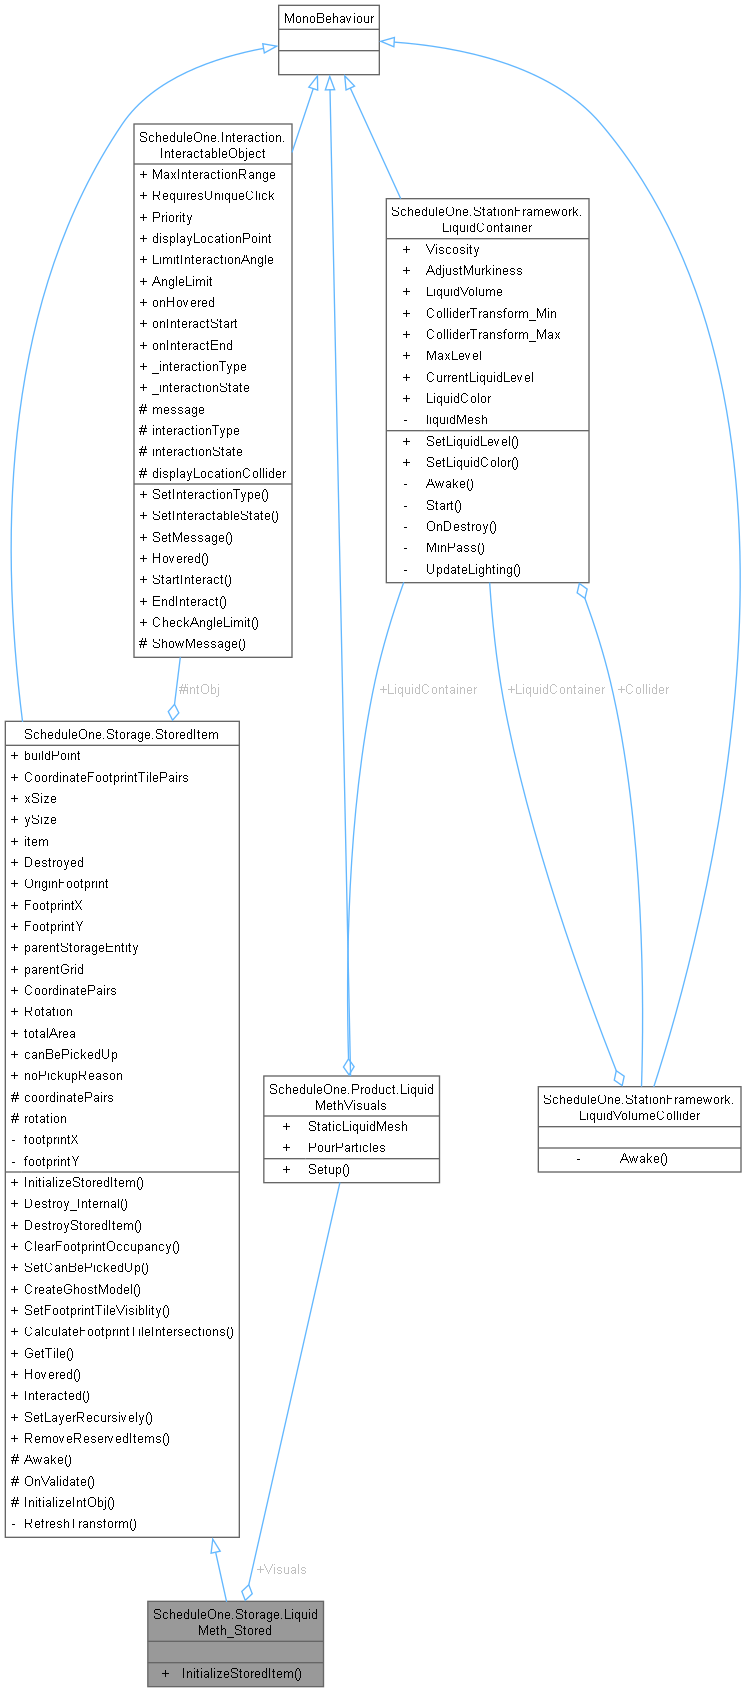 MonoBehaviour
ScheduleOne.Interaction.
InteractableObject
+ MaxInteractionRange
+ RequiresUniqueClick
+ Priority
+ displayLocationPoint
+ LimitInteractionAngle
+ AngleLimit
+ onHovered
+ onInteractStart
+ onInteractEnd
+ _interactionType
+ _interactionState
# message
# interactionType
# interactionState
# displayLocationCollider
+ SetInteractionType()
+ SetInteractableState()
+ SetMessage()
+ Hovered()
+ StartInteract()
+ EndInteract()
+ CheckAngleLimit()
# ShowMessage()
ScheduleOne.StationFramework.
LiquidContainer
+ Viscosity
+ AdjustMurkiness
+ LiquidVolume
+ ColliderTransform_Min
+ ColliderTransform_Max
+ MaxLevel
+ CurrentLiquidLevel
+ LiquidColor
- liquidMesh
+ SetLiquidLevel()
+ SetLiquidColor()
- Awake()
- Start()
- OnDestroy()
- MinPass()
- UpdateLighting()
#intObj
+LiquidContainer
+LiquidContainer
+Collider
ScheduleOne.Storage.StoredItem
+ buildPoint
+ CoordinateFootprintTilePairs
+ xSize
+ ySize
+ item
+ Destroyed
+ OriginFootprint
+ FootprintX
+ FootprintY
+ parentStorageEntity
+ parentGrid
+ CoordinatePairs
+ Rotation
+ totalArea
+ canBePickedUp
+ noPickupReason
# coordinatePairs
# rotation
- footprintX
- footprintY
+ InitializeStoredItem()
+ Destroy_Internal()
+ DestroyStoredItem()
+ ClearFootprintOccupancy()
+ SetCanBePickedUp()
+ CreateGhostModel()
+ SetFootprintTileVisiblity()
+ CalculateFootprintTileIntersections()
+ GetTile()
+ Hovered()
+ Interacted()
+ SetLayerRecursively()
+ RemoveReservedItems()
# Awake()
# OnValidate()
# InitializeIntObj()
- RefreshTransform()
ScheduleOne.Product.Liquid
MethVisuals
+ StaticLiquidMesh
+ PourParticles
+ Setup()
ScheduleOne.StationFramework.
LiquidVolumeCollider
- Awake()
+Visuals
ScheduleOne.Storage.Liquid
Meth_Stored
+ InitializeStoredItem()